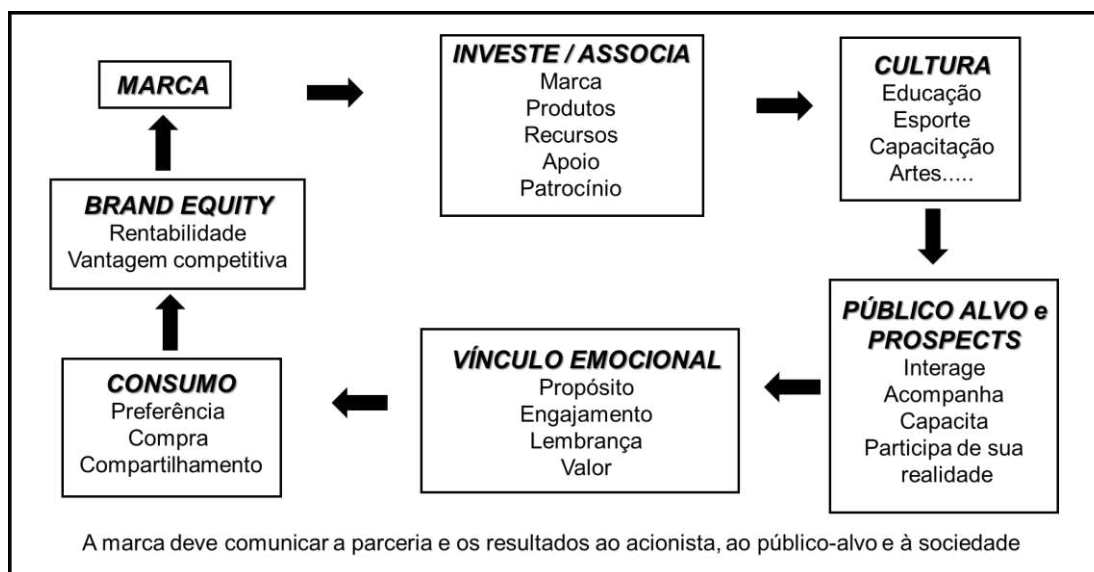 MARCA
INVESTE / ASSOCIA
Marca
Produtos
Recursos
Apoio
Patrocínio
CULTURA
Educação
Esporte
Capacitação
Artes.....
PÚBLICO ALVO e
PROSPECTS
Interage
Acompanha
Capacita
Participa de sua
realidade
VÍNCULO EMOCIONAL
Propósito
Engajamento
Lembrança
Valor
CONSUMO
Preferência
Compra
Compartilhamento
BRAND EQUITY
Rentabilidade
Vantagem competitiva
A marca deve comunicar a parceria e os resultados ao acionista, ao público-alvo e à sociedade